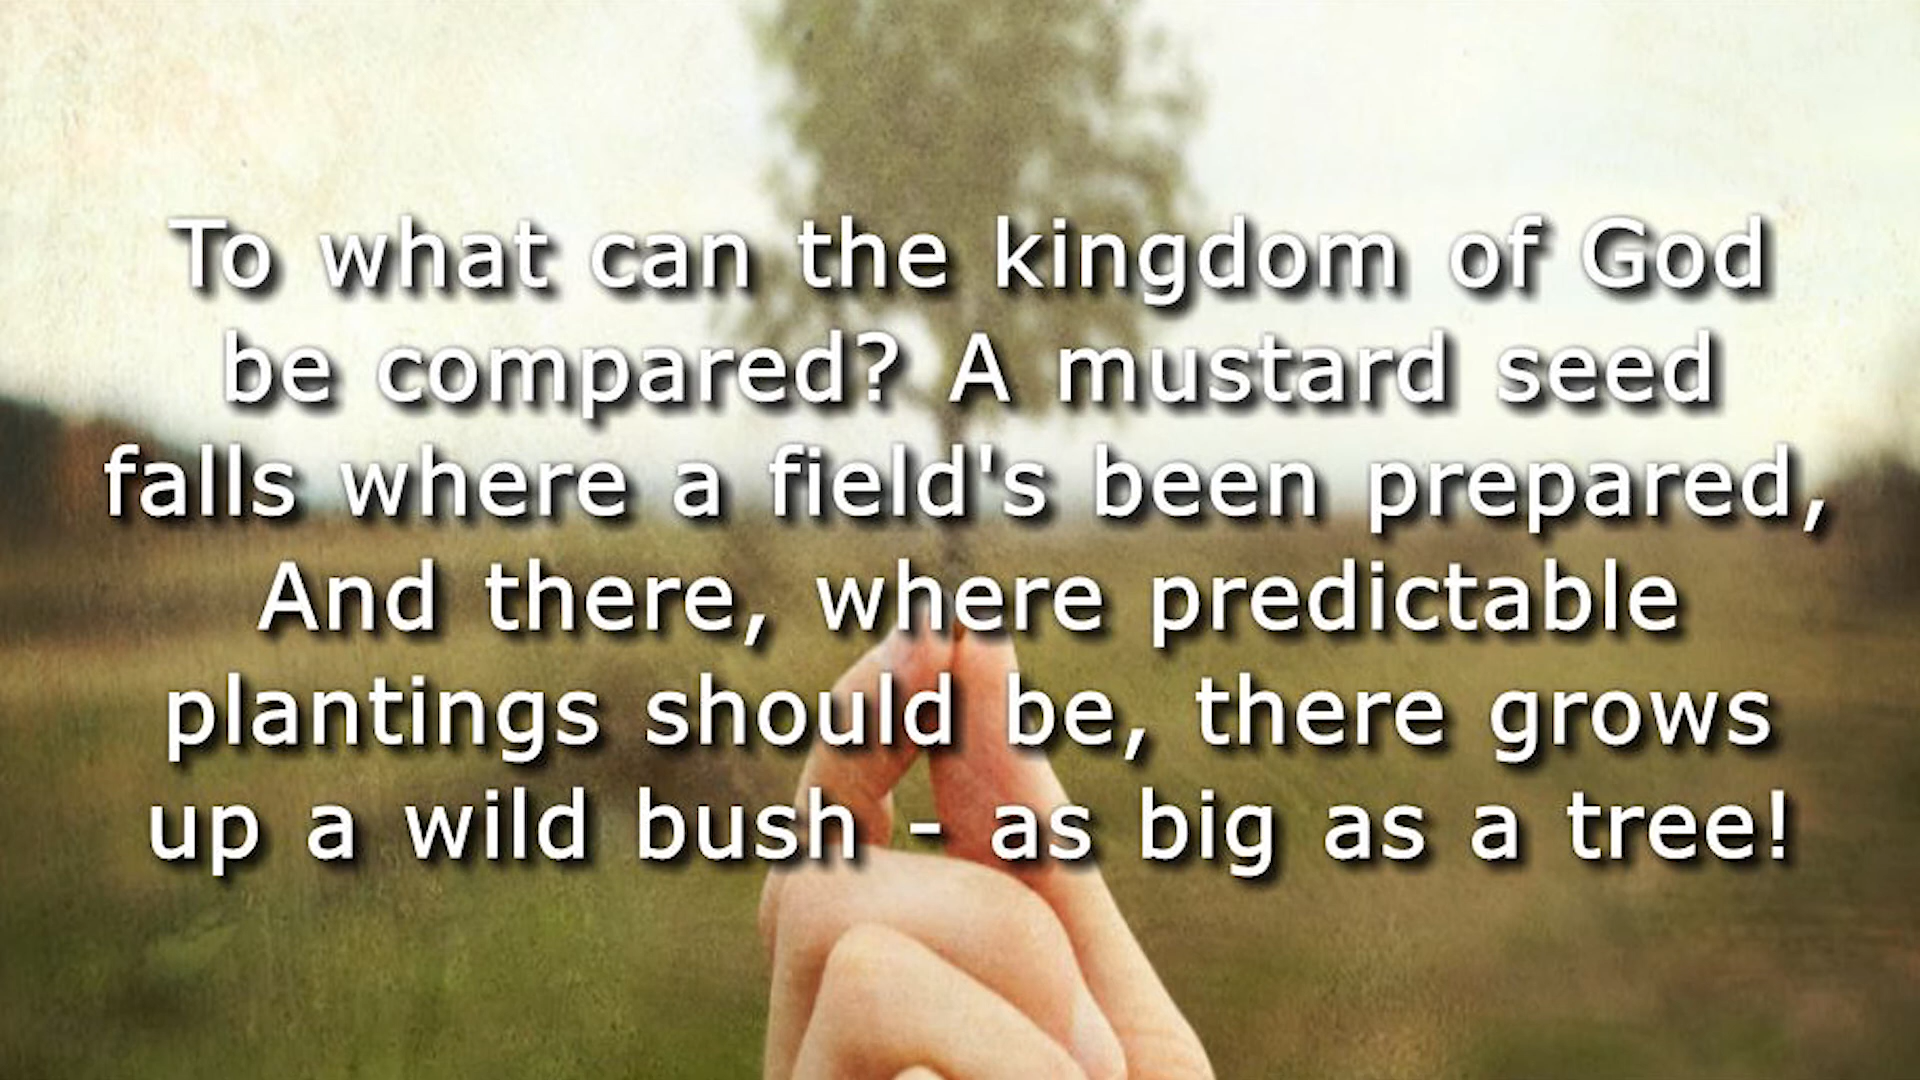 To what can the kingdom of God
be compared? A mustard seed
falls where a field's been prepared,
And there, where predictable
plantings should be, there grows
up a wild bush - as big as a tree!